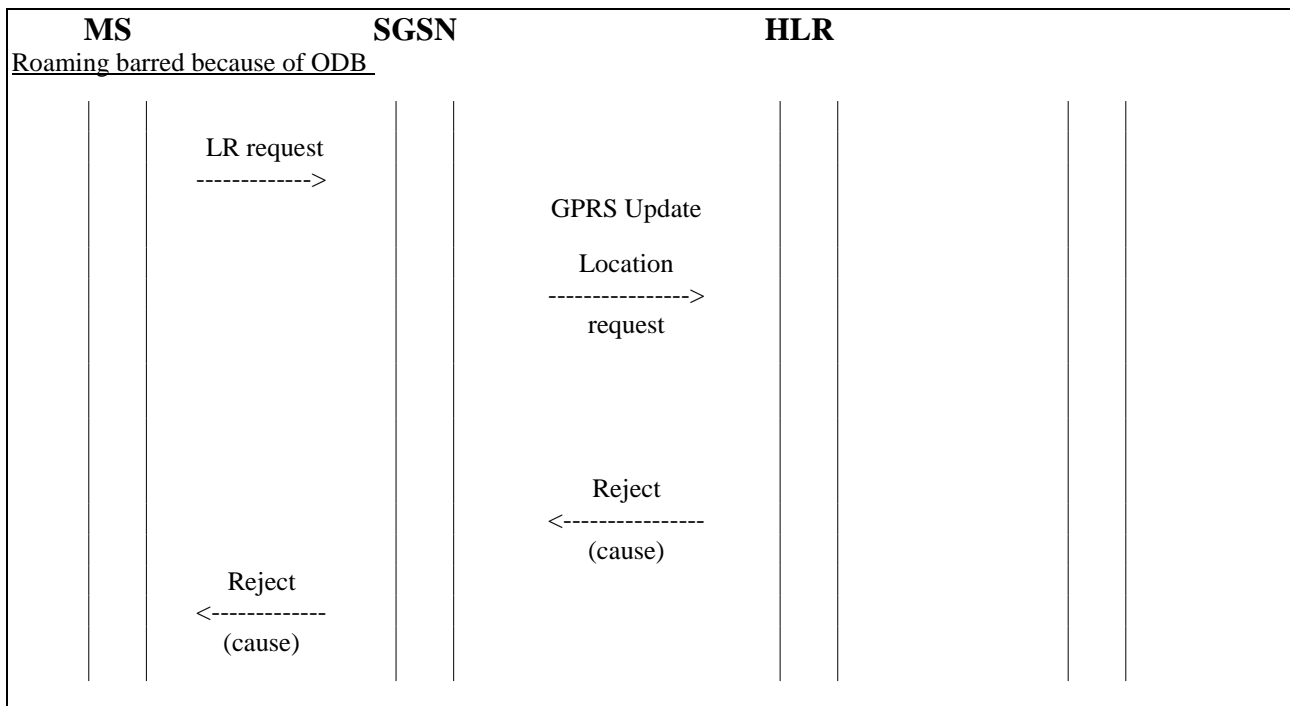 MS SGSN HLR
Roaming barred because of ODB
LR request
------------->
GPRS Update
Location
---------------->
request
Reject
<----------------
(cause)
Reject
<-------------
(cause)